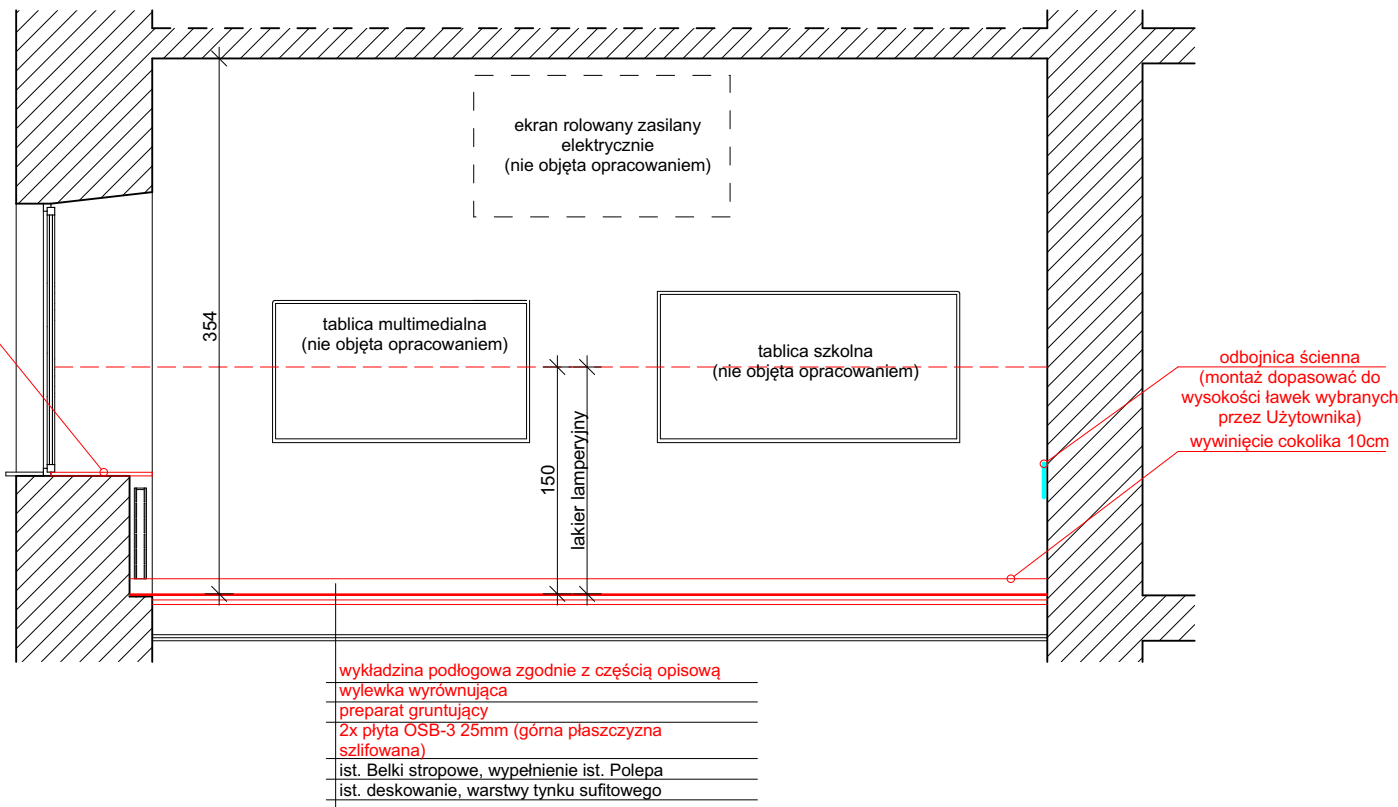 ekran rolowany zasilany
elektrycznie
(nie objęta opracowaniem)
tablica multimedialna
(nie objęta opracowaniem)
tablica szkolna
(nie objęta opracowaniem)
354
150
lakier lamperyjny
odbojnica ścienna
(montaż dopasować do
wysokości ławek wybranych
przez Użytownika)
wywinięcie cokolika 10cm
wykładzina podłogowa zgodnie z częścią opisową
wylewka wyrównująca
preparat gruntujący
2x płyta OSB-3 25mm (górna płaszczyzna
szlifowana)
ist. Belki stropowe, wypełnienie ist. Polepa
ist. deskowanie, warstwy tynku sufitowego